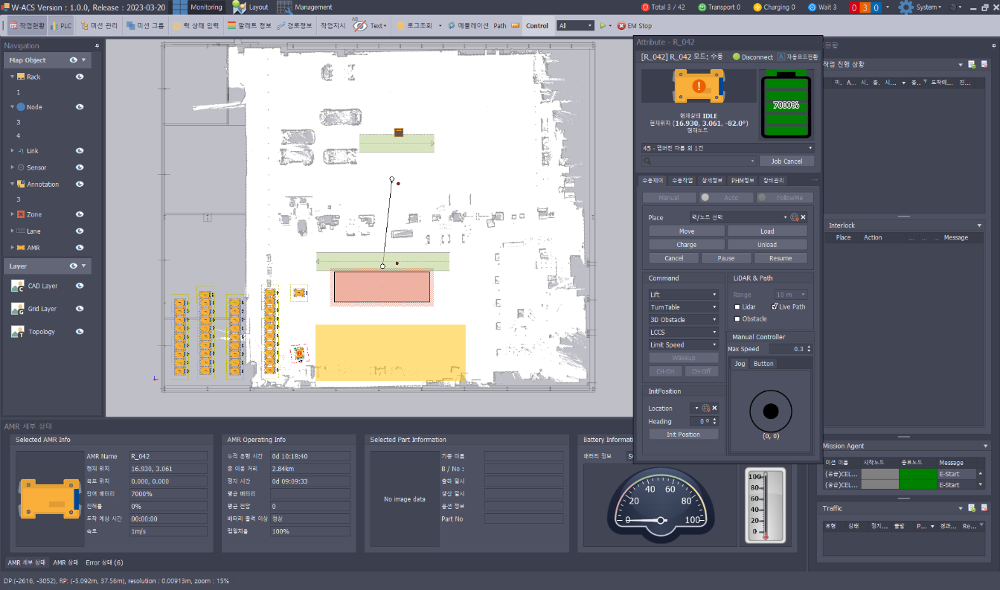 W-ACS Version : 1.0.0, Release : 2023-03-20
Monitoring
Layout
Management
Total 3 / 42
Transport 0
Charging 0
Wait 3
0 3 0
System
작업현황
PLC
미션 관리
미션 그룹
랙 상태 입력
알레트 정보
경로정보
작업지시
AB
Text
로그조회
에뮬레이션
Path
Control
All
EM Stop
Navigation
Map Object
Rack
1
Node
3
4
Link
Sensor
Annotation
3
Zone
Lane
AMR
Layer
CAD Layer
Grid Layer
Topology
Attribute - R_042
[R_042] R_042 모드: 수동
Disconnect
자동모드전환
7000%
현재상태 IDLE
현재위치 (16.930, 3.061, -82.0°)
현재노드
45 - 맵버전 다름 외 1건
Job Cancel
수동제어
수동작업
상세정보
PHM정보
장비관리
Manual
Auto
FollowMe
Place
랙/노드 선택
Move
Load
Charge
Unload
Cancel
Pause
Resume
Command
Lift
TurnTable
3D Obstacle
LCCS
Limit Speed
Wakeup
CH-On
CH-Off
LiDAR & Path
Range
10 m
Lidar
Live Path
Obstacle
Manual Controller
Max Speed
0.3
Jog
Button
(0, 0)
InitPosition
Location
Heading
0 °
Init Position
작업 진행 상황
미.
A...
시.
종.
시...
종..
도착예...
진...
Interlock
Place
Action
...
...
...
Message
Mission Agent
미션 이름
시작노드
종료노드
Message
(공급)CEL...
E-Start
(공급)CEL...
E-Start
Traffic
유형
상태
정지...
출발
P...
경과...
Re...
AMR 세부 상태
Selected AMR Info
AMR Name
R_042
현재 위치
16.930, 3.061
목표 위치
0.000, 0.000
잔여 배터리
7000%
진척률
0%
도착 예상 시간
00:00:00
속도
1m/s
AMR Operating Info
누적 운행 시간
0d 10:18:40
총 이동 거리
2.84km
정지 시간
0d 09:09:33
평균 배터리
평균 전압
0
배터리 출력 이상
정상
맵일치율
100%
Selected Part Information
No image data
기종 이름
B / No :
출하 일시
생산 일시
옵션 정보
Part No
Battery Informati
배터리 정보
0
20
40
60
80
100
100
80
60
40
20
0
AMR 세부 상태
AMR 상태
Error 상태 (6)
DP:(-2616, -3052), RP: (-5.092m, 37.56m), resolution : 0.00913m, zoom : 15%